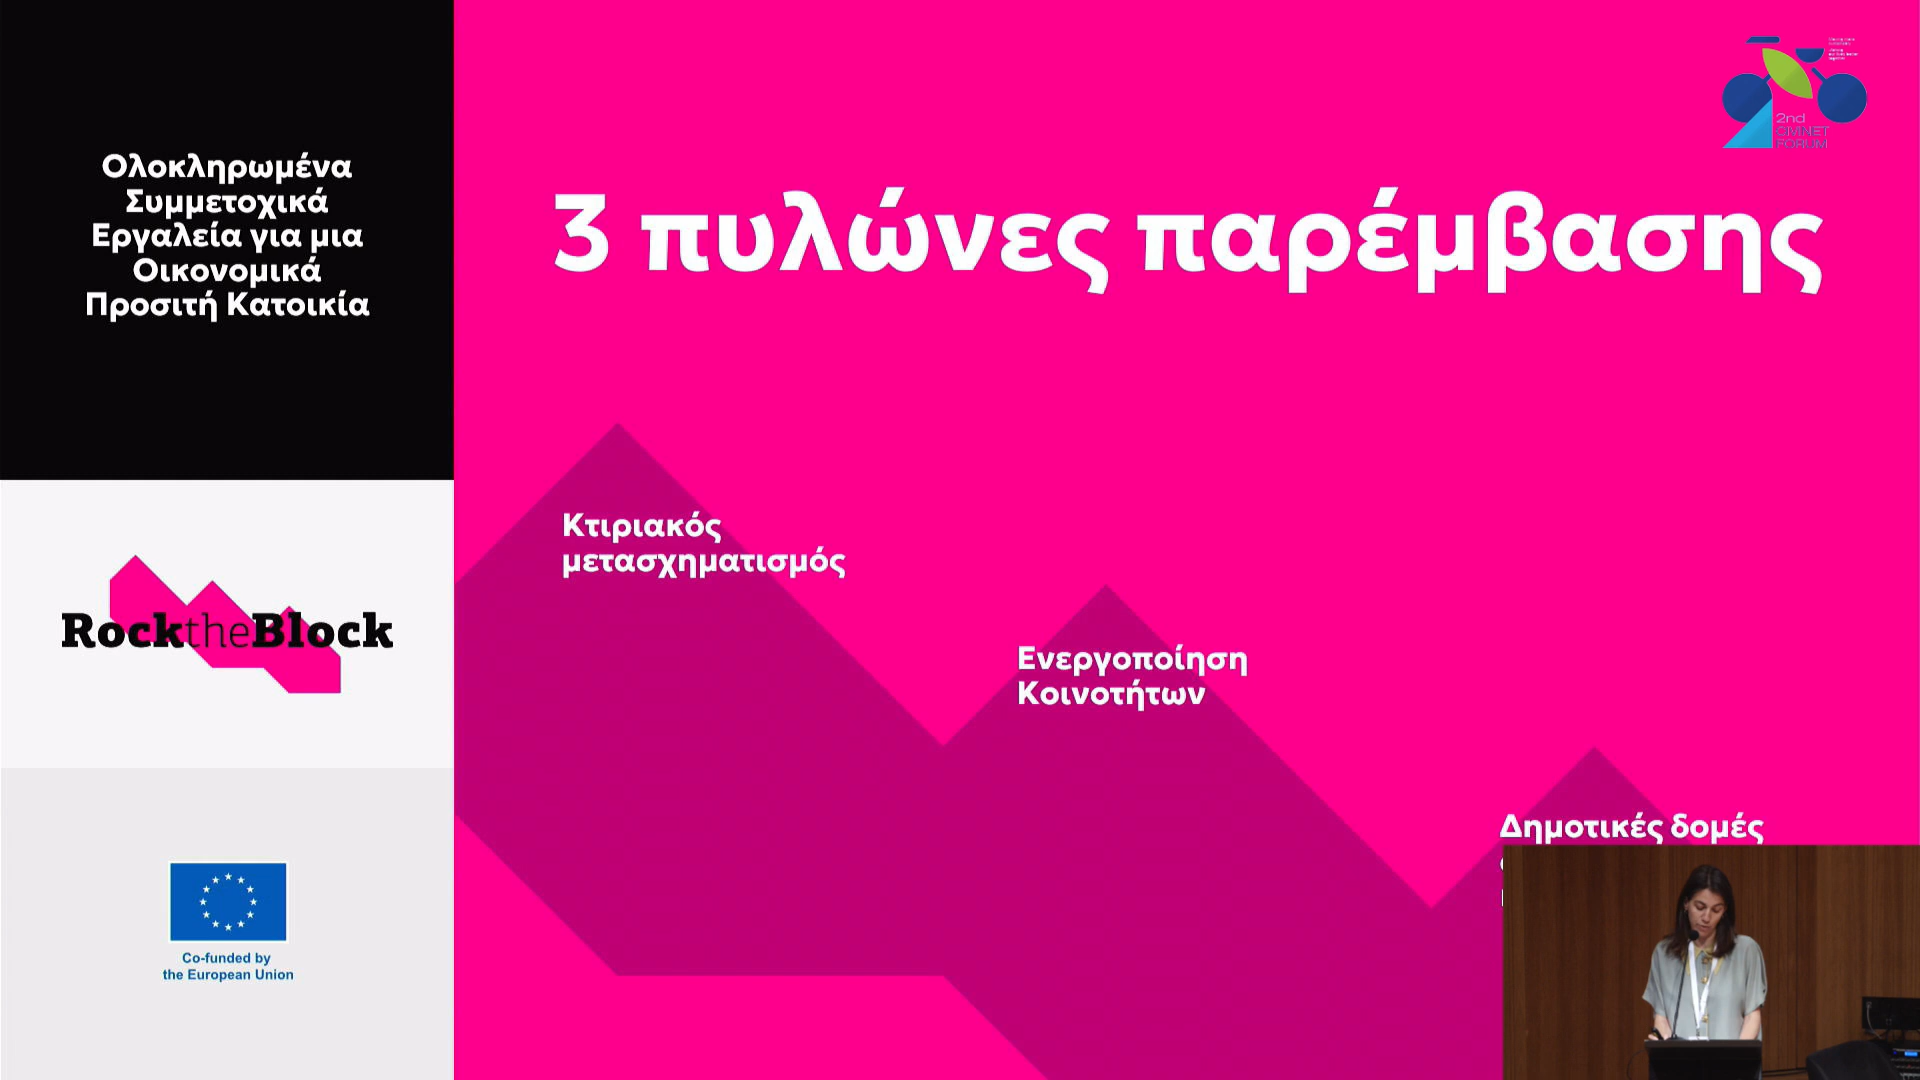 Ολοκληρωμένα
Συμμετοχικά
Εργαλεία για μια
Οικονομικά
Προσιτή Κατοικία
RocktheBlock
Co-funded by
the European Union
3 πυλώνες παρέμβασης
2nd
CIVINET
FORUM
Κτιριακός
μετασχηματισμός
Ενεργοποίηση
Κοινοτήτων
Δημοτικές δομές